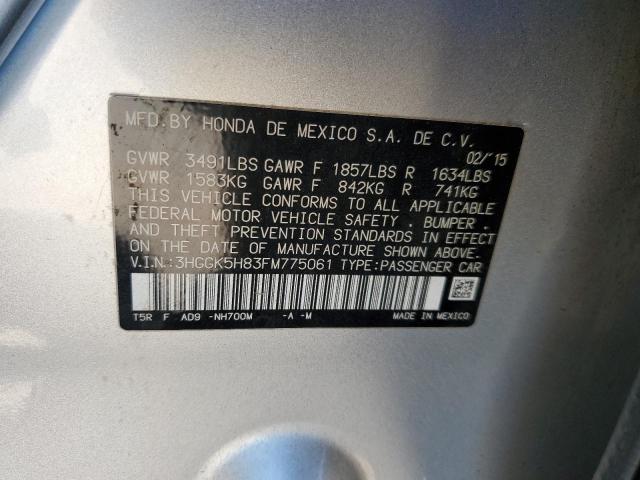 MFD.BY HONDA DE MEXICO S.A. DE C.V.
02/'15
GVWR 3491LBS GAWR F 1857LBS R 1634LBS
GVWR 1583KG GAWR F 842KG R 741KG
THIS VEHICLE CONFORMS TO ALL APPLICABLE
FEDERAL MOTOR VEHICLE SAFETY . BUMPER .
AND THEFT PREVENTION STANDARDS IN EFFECT
ON THE DATE OF MANUFACTURE SHOWN ABOVE.
V.I.N.:3HGGK5H83FM775061 TYPE:PASSENGER CAR
T5R F AD9 -NH700M -A -M MADE IN MEXICO